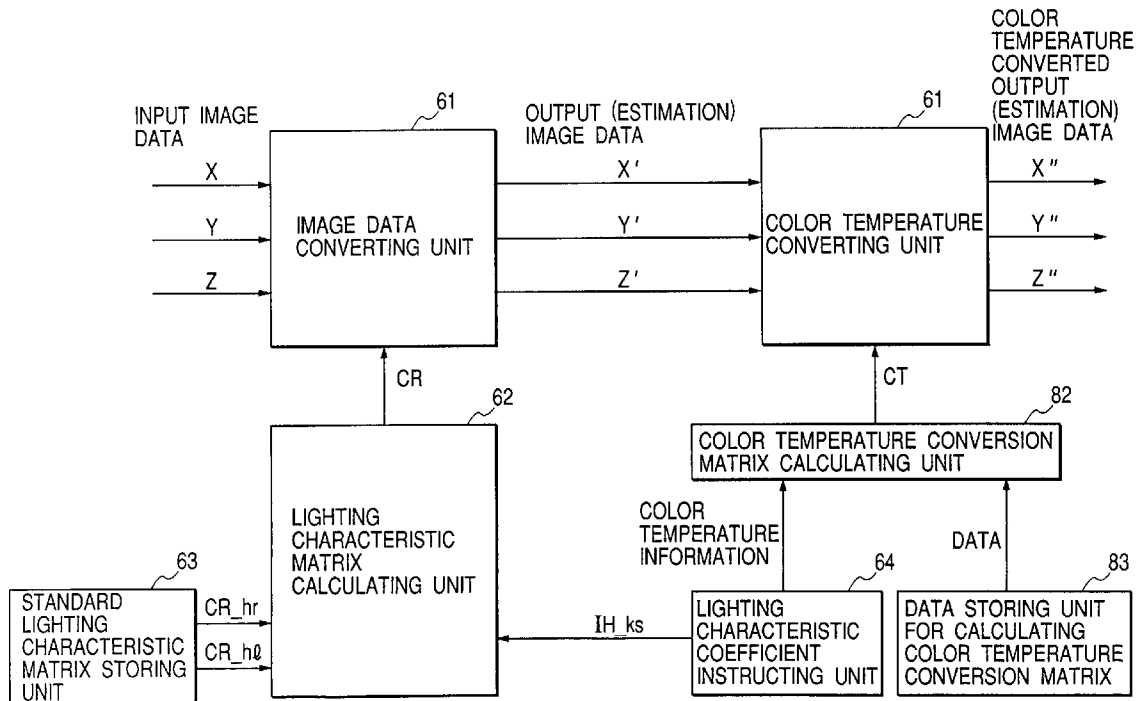 COLOR
TEMPERATURE
CONVERTED
OUTPUT
(ESTIMATION)
IMAGE DATA
INPUT IMAGE
DATA
61
OUTPUT (ESTIMATION)
IMAGE DATA
61
X
Y
Z
IMAGE DATA
CONVERTING UNIT
X'
Y'
Z'
COLOR TEMPERATURE
CONVERTING UNIT
X"
Y"
Z"
CR
CT
62
82
COLOR TEMPERATURE CONVERSION
MATRIX CALCULATING UNIT
LIGHTING
CHARACTERISTIC
MATRIX
CALCULATING UNIT
COLOR
TEMPERATURE
INFORMATION
DATA
63
STANDARD
LIGHTING
CHARACTERISTIC
MATRIX STORING
UNIT
CR_hr
CR_hℓ
IH_ks
64
LIGHTING
CHARACTERISTIC
COEFFICIENT
INSTRUCTING UNIT
83
DATA STORING UNIT
FOR CALCULATING
COLOR TEMPERATURE
CONVERSION MATRIX